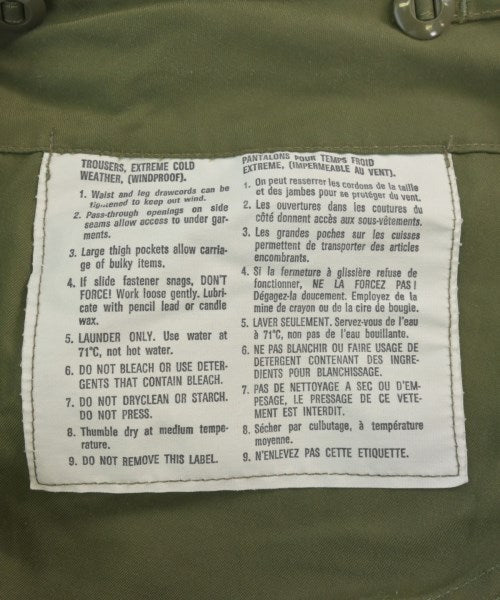 TROUSERS, EXTREME COLD
WEATHER, (WINDPROOF).
1. Waist and leg drawcords can be
tightened to keep out wind.
2. Pass-through openings on side
seams allow access to under gar-
ments.
3. Large thigh pockets allow carria-
ge of bulky items.
4. If slide fastener snags, DON'T
FORCE! Work loose gently. Lubri-
cate with pencil lead or candle
wax.
5. LAUNDER ONLY. Use water at
71°C, not hot water.
6. DO NOT BLEACH OR USE DETER-
GENTS THAT CONTAIN BLEACH.
7. DO NOT DRYCLEAN OR STARCH.
DO NOT PRESS.
8. Thumble dry at medium tempe-
rature.
9. DO NOT REMOVE THIS LABEL.
PANTALONS POUR TEMPS FROID
EXTREME, (IMPERMEABLE AU VENT).
1. On peut resserrer les cordons de la taille
et des jambes pour se protéger du vent.
2. Les ouvertures dans les coutures du
côté donnent accès aux sous-vêtements.
3. Les grandes poches sur les cuisses
permettent de transporter des articles
encombrants.
4. Si la fermeture à glissière refuse de
fonctionner, NE LA FORCEZ PAS!
Dégagez-la doucement. Employez de la
mine de crayon ou de la cire de bougie.
5. LAVER SEULEMENT. Servez-vous de l'eau
à 71°C, non pas de l'eau bouillante.
6. NE PAS BLANCHIR OU FAIRE USAGE DE
DETERGENT CONTENANT DES INGRE-
DIENTS POUR BLANCHISSAGE.
7. PAS DE NETTOYAGE A SEC OU D'EM-
PESAGE, LE PRESSAGE DE CE VETE-
MENT EST INTERDIT.
8. Sécher par culbutage, à température
moyenne.
9. N'ENLEVEZ PAS CETTE ETIQUETTE.